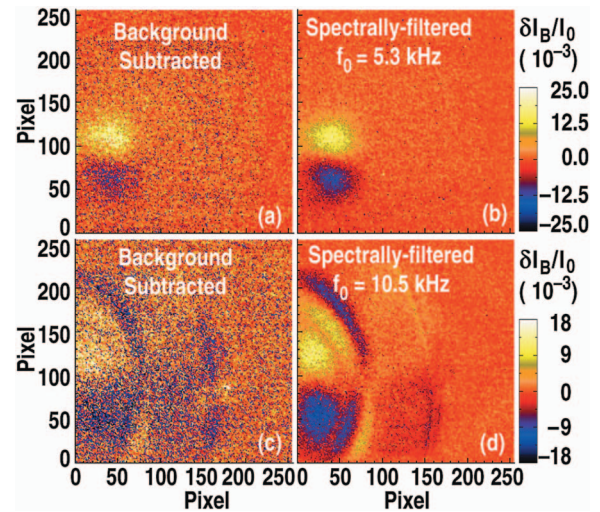 Background
Subtracted
(a)
Spectrally-filtered
f₀ = 5.3 kHz
(b)
δI_B/I₀
( 10⁻³)
25.0
12.5
0.0
-12.5
-25.0
Pixel
250
200
150
100
50
0
Background
Subtracted
(c)
Spectrally-filtered
f₀ = 10.5 kHz
(d)
δI_B/I₀
( 10⁻³)
18
9
0
-9
-18
Pixel
250
200
150
100
50
0
0 50 100 150 200 250
0 50 100 150 200 250
Pixel
Pixel